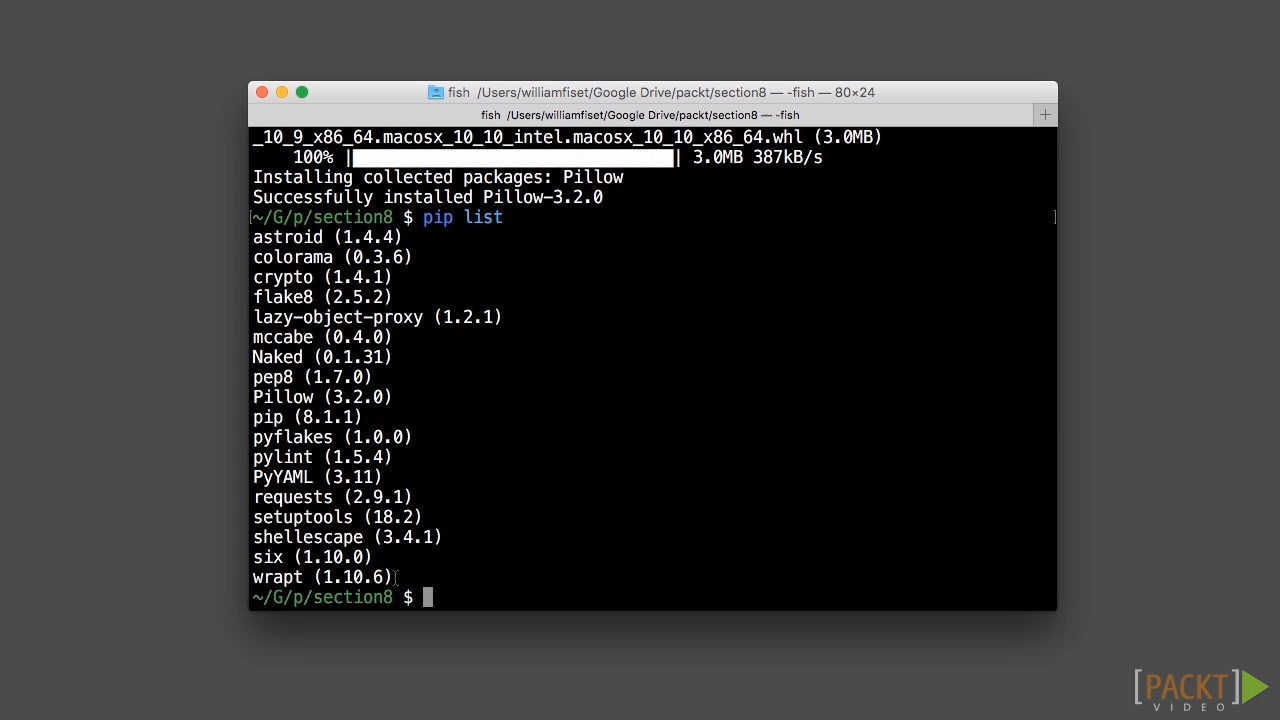 fish  /Users/williamfiset/Google Drive/packt/section8 — -fish — 80×24
fish  /Users/williamfiset/Google Drive/packt/section8 — -fish
_10_9_x86_64.macosx_10_10_intel.macosx_10_10_x86_64.whl (3.0MB)
100% | | 3.0MB 387kB/s
Installing collected packages: Pillow
Successfully installed Pillow-3.2.0
~/G/p/section8 $ pip list
astroid (1.4.4)
colorama (0.3.6)
crypto (1.4.1)
flake8 (2.5.2)
lazy-object-proxy (1.2.1)
mccabe (0.4.0)
Naked (0.1.31)
pep8 (1.7.0)
Pillow (3.2.0)
pip (8.1.1)
pyflakes (1.0.0)
pylint (1.5.4)
PyYAML (3.11)
requests (2.9.1)
setuptools (18.2)
shellescape (3.4.1)
six (1.10.0)
wrapt (1.10.6)
~/G/p/section8 $
[PACKT]
VIDEO